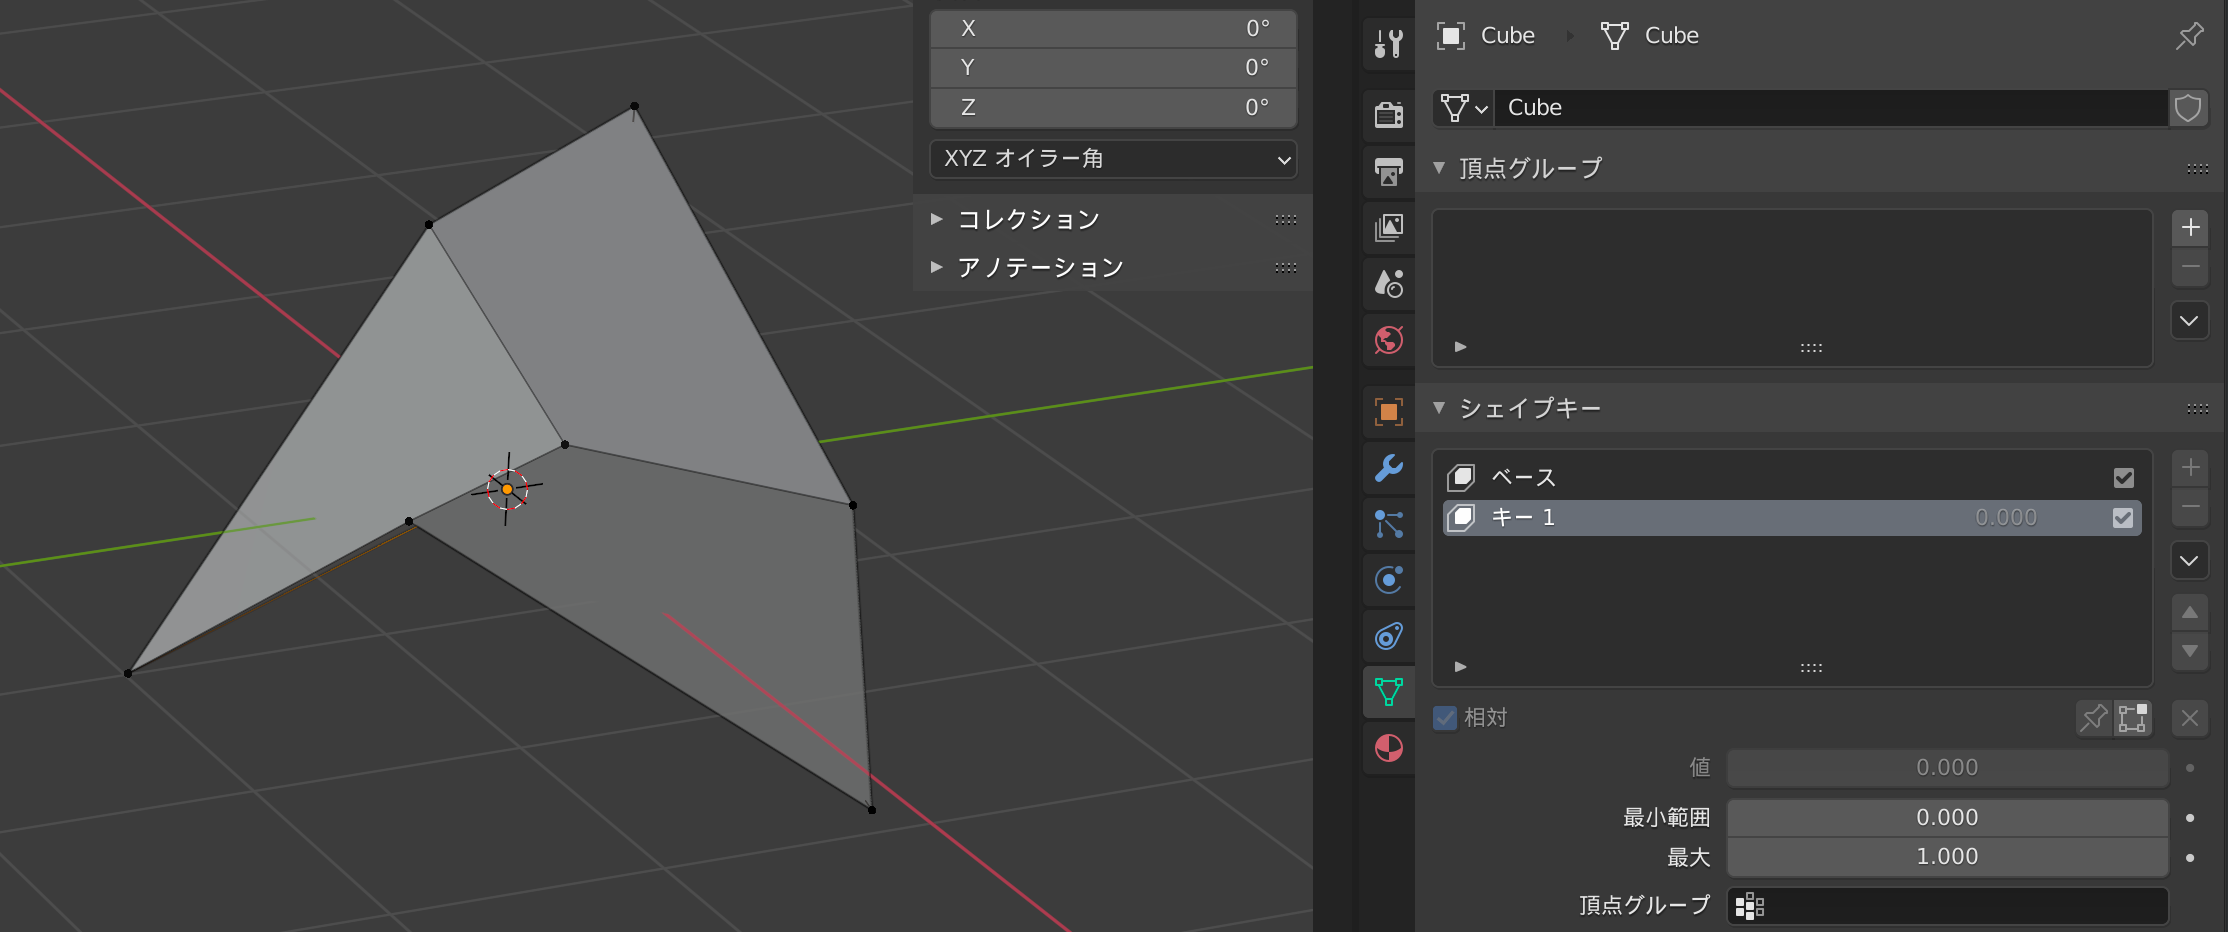 X 0°
Y 0°
Z 0°
XYZ オイラー角
コレクション
アノテーション
Cube Cube
Cube
頂点グループ
シェイプキー
ベース
キー 1 0.000
相対
値 0.000
最小範囲 0.000
最大 1.000
頂点グループ